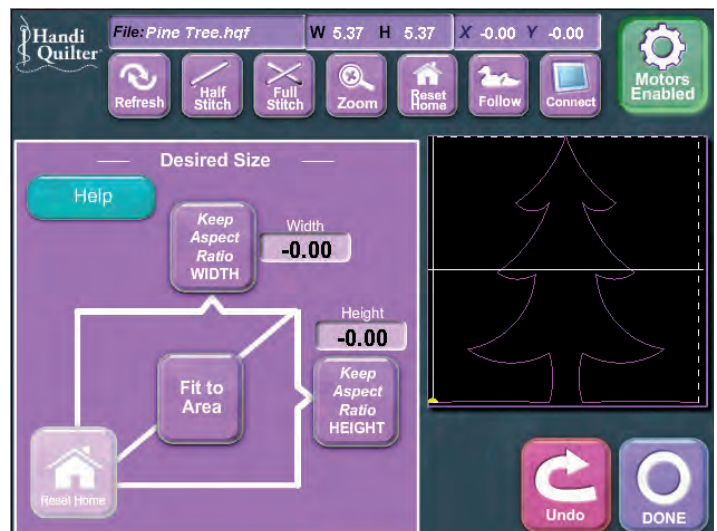 Handi
Quilter
File: Pine Tree.hqf
W 5.37 H 5.37
X -0.00 Y -0.00
Refresh
Half
Stitch
Full
Stitch
Zoom
Reset
Home
Follow
Connect
Motors
Enabled
Desired Size
Help
Keep
Aspect
Ratio
WIDTH
Width
-0.00
Height
-0.00
Fit to
Area
Keep
Aspect
Ratio
HEIGHT
Reset Home
Undo
DONE